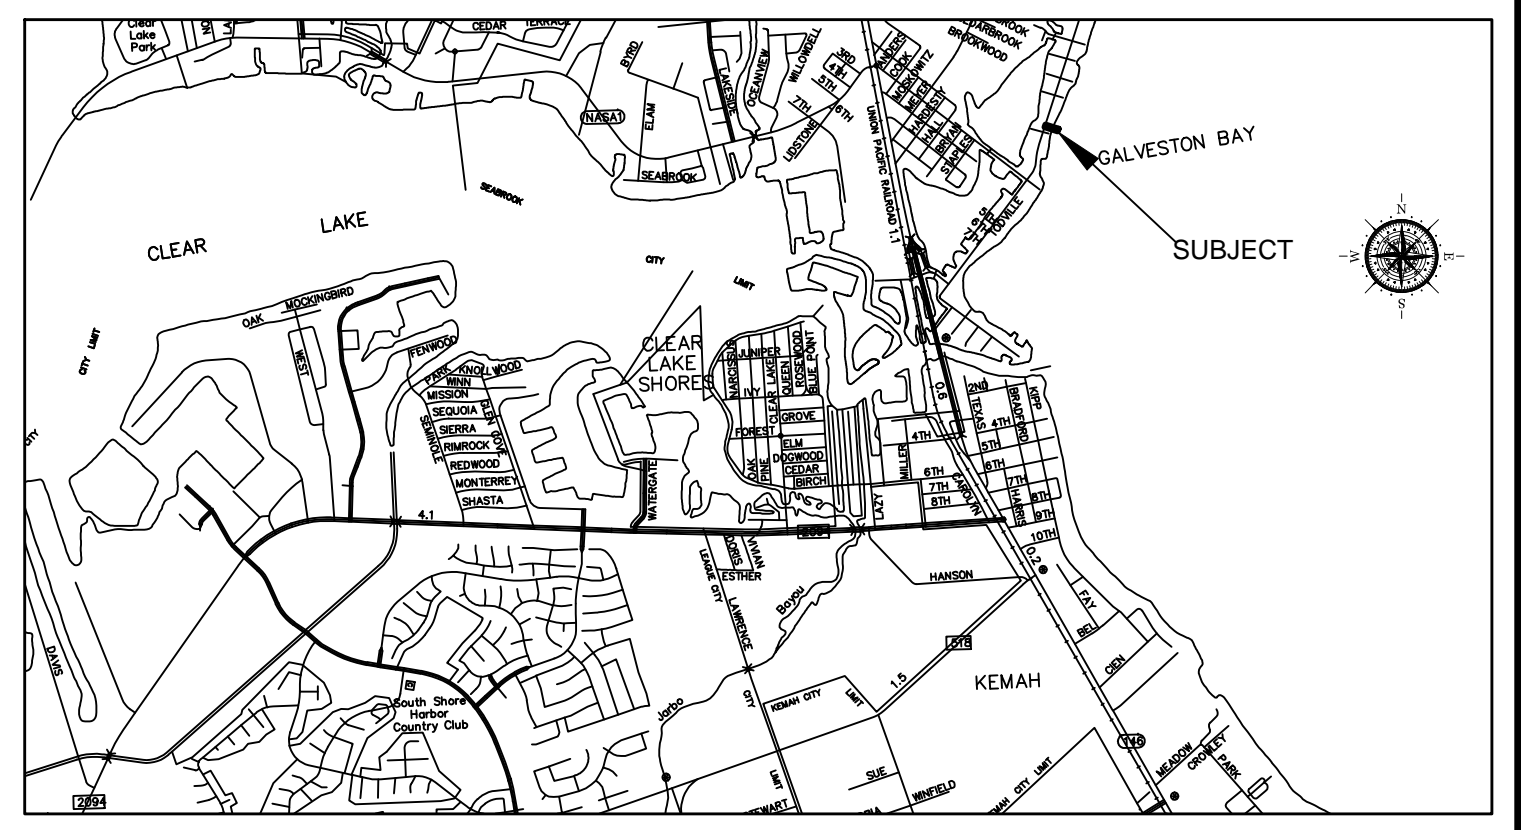 Clear
Lake
Park
CEDAR
TERRACE
BYRD
ELAM
NASA1
LAKESIDE
OCEANVIEW
WILLOWDELL
3RD
4TH
5TH
6TH
7TH
LIDSTONE
SEABROOK
SEABROOK
UNION PACIFIC RAILROAD 1.1
COOK
MOSKOWITZ
MEYER
HARDESTY
HALL
BRYAN
STAPLES
BROOKWOOD
TODVILLE
GALVESTON BAY
SUBJECT
N
W
E
S
CLEAR
LAKE
CITY
LIMIT
CITY LIMIT
CITY
OAK
MOCKINGBIRD
WEST
FENWOOD
PARK
KNOLLWOOD
WINN
MISSION
SEQUOIA
SIERRA
RIMROCK
REDWOOD
MONTERREY
SHASTA
SEMINOLE
GLEN COVE
CLEAR
LAKE
SHORES
WATERGATE
NARCISSUS
JUNIPER
IVY
CLEAR LAKE
QUEEN
ROSEWOOD
BLUE POINT
GROVE
FOREST
ELM
DOGWOOD
CEDAR
BIRCH
OAK
PINE
LAZY
MILLER
4TH
6TH
7TH
8TH
CAROLYN
0.6
2ND
TEXAS
BRADFORD
KIPP
4TH
5TH
6TH
7TH
8TH
9TH
10TH
HARRIS
0.2
4.1
DORIS
VIVIAN
ESTHER
LEAGUE CITY
LAWRENCE
CITY
LIMIT
Bayou
Jarbo
HANSON
518
1.5
KEMAH
FAY
BEL
CIEN
KEMAH CITY
LIMIT
146
MEADOW
CROWLEY
PARK
SUE
WINFIELD
DAVIS
2094
South Shore
Harbor
Country Club